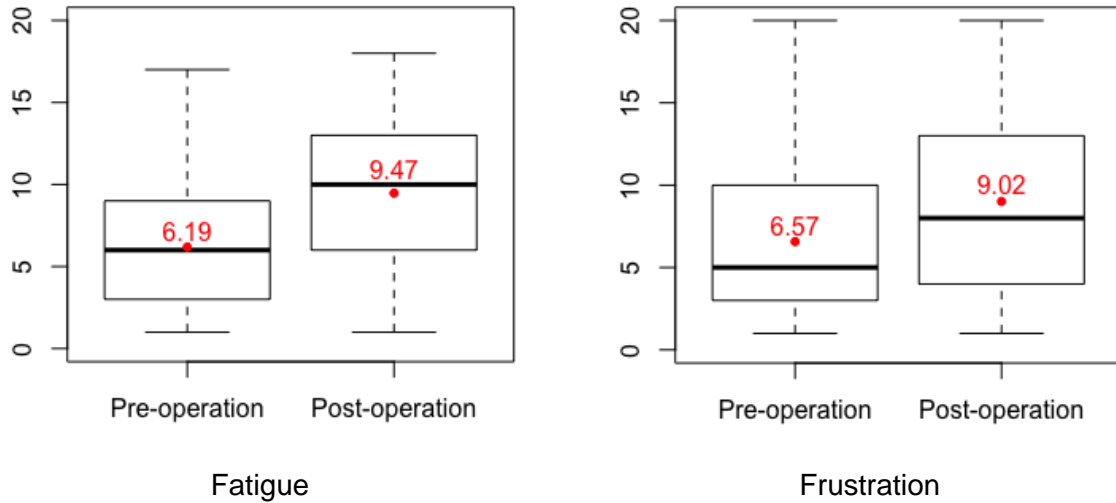 20
15
10
5
0
6.19
9.47
Pre-operation
Post-operation
Fatigue
20
15
10
5
0
6.57
9.02
Pre-operation
Post-operation
Frustration